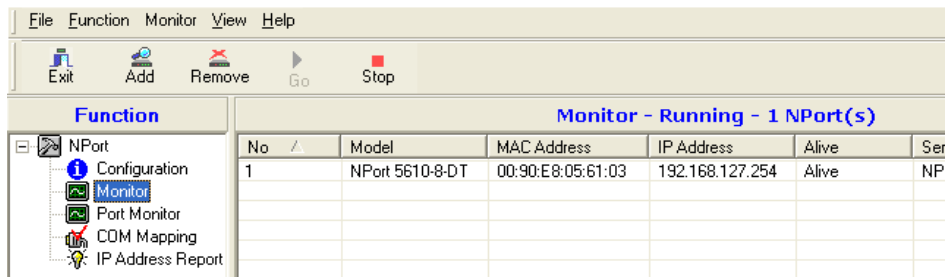 File Function Monitor View Help
Exit Add Remove Go Stop
Function
Monitor - Running - 1 NPort(s)
NPort
Configuration
Monitor
Port Monitor
COM Mapping
IP Address Report
No Model MAC Address IP Address Alive Ser
1 NPort 5610-8-DT 00:90:E8:05:61:03 192.168.127.254 Alive NP